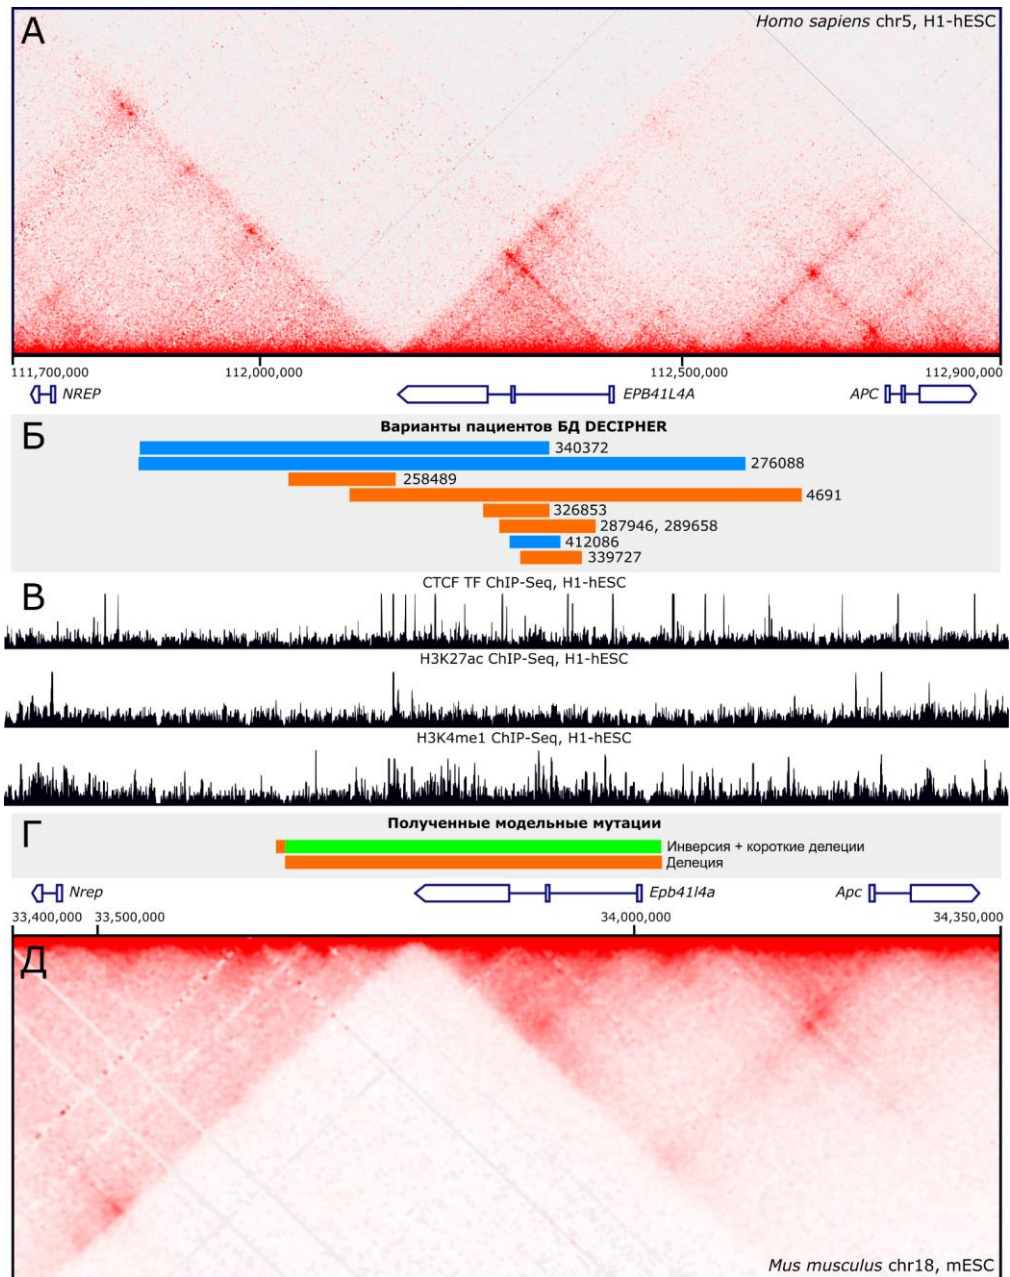 А
Homo sapiens chr5, H1-hESC
111,700,000 112,000,000 112,500,000 112,900,000
NREP EPB41L4A APC
Б
Варианты пациентов БД DECIPHER
340372
276088
258489
4691
326853
287946, 289658
412086
339727
В
CTCF TF ChIP-Seq, H1-hESC
H3K27ac ChIP-Seq, H1-hESC
H3K4me1 ChIP-Seq, H1-hESC
Г
Полученные модельные мутации
Инверсия + короткие делеции
Делеция
Nrep Epb41l4a Apc
33,400,000 33,500,000 34,000,000 34,350,000
Д
Mus musculus chr18, mESC